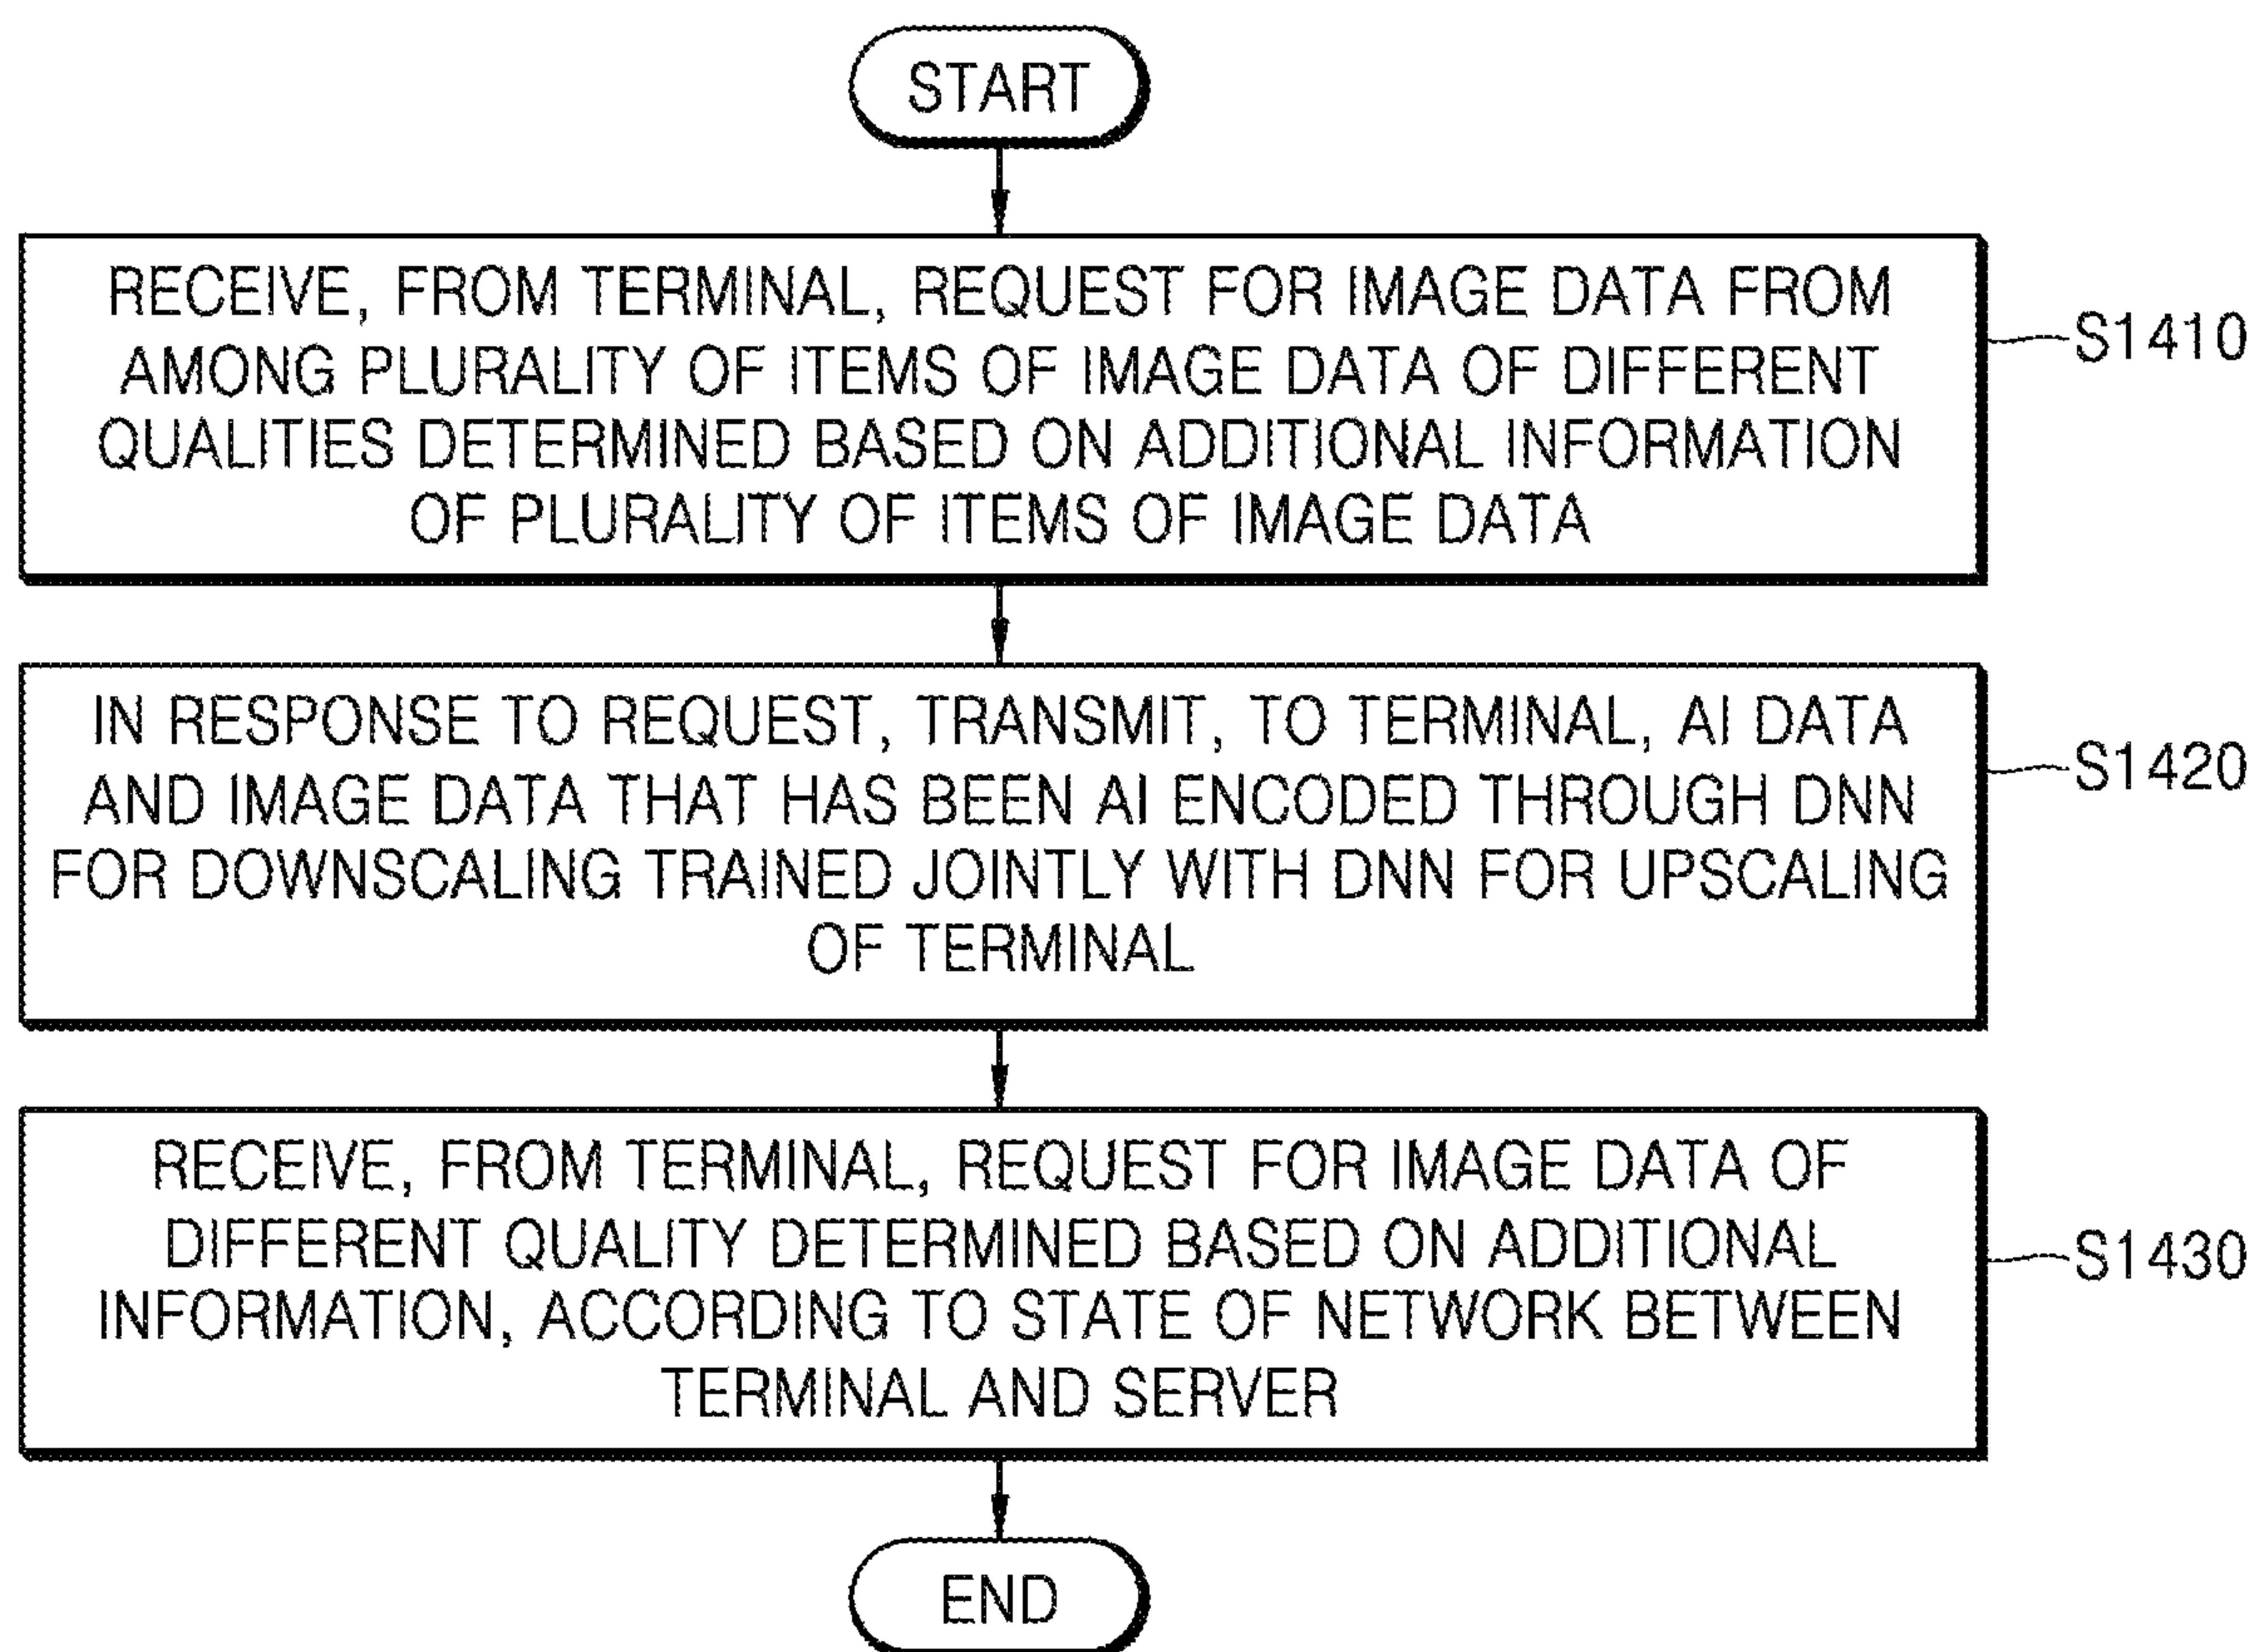 START
RECEIVE, FROM TERMINAL, REQUEST FOR IMAGE DATA FROM
AMONG PLURALITY OF ITEMS OF IMAGE DATA OF DIFFERENT
QUALITIES DETERMINED BASED ON ADDITIONAL INFORMATION
OF PLURALITY OF ITEMS OF IMAGE DATA
S1410
IN RESPONSE TO REQUEST, TRANSMIT, TO TERMINAL, AI DATA
AND IMAGE DATA THAT HAS BEEN AI ENCODED THROUGH DNN
FOR DOWNSCALING TRAINED JOINTLY WITH DNN FOR UPSCALING
OF TERMINAL
S1420
RECEIVE, FROM TERMINAL, REQUEST FOR IMAGE DATA OF
DIFFERENT QUALITY DETERMINED BASED ON ADDITIONAL
INFORMATION, ACCORDING TO STATE OF NETWORK BETWEEN
TERMINAL AND SERVER
S1430
END